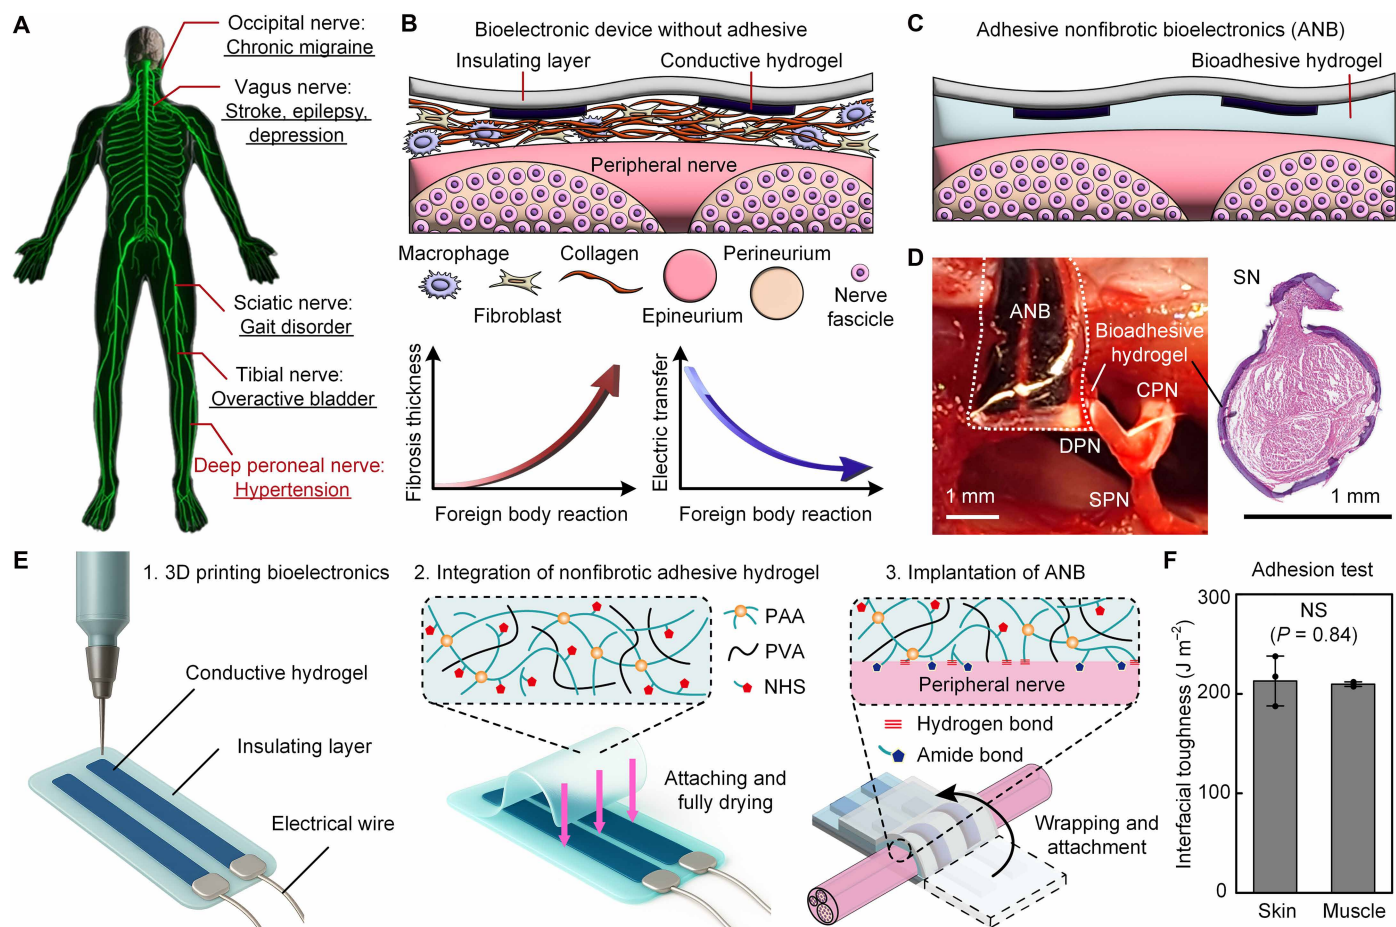 A
Occipital nerve:
Chronic migraine
Vagus nerve:
Stroke, epilepsy,
depression
Sciatic nerve:
Gait disorder
Tibial nerve:
Overactive bladder
Deep peroneal nerve:
Hypertension
B
Bioelectronic device without adhesive
Insulating layer
Conductive hydrogel
Peripheral nerve
Macrophage
Collagen
Perineurium
Fibroblast
Epineurium
Nerve
fascicle
Fibrosis thickness
Foreign body reaction
Electric transfer
Foreign body reaction
C
Adhesive nonfibrotic bioelectronics (ANB)
Bioadhesive hydrogel
D
ANB
Bioadhesive
hydrogel
CPN
DPN
SPN
1 mm
SN
1 mm
E
1. 3D printing bioelectronics
Conductive hydrogel
Insulating layer
Electrical wire
2. Integration of nonfibrotic adhesive hydrogel
PAA
PVA
NHS
Attaching and
fully drying
3. Implantation of ANB
Peripheral nerve
Hydrogen bond
Amide bond
Wrapping and
attachment
F
Adhesion test
NS
(P = 0.84)
Interfacial toughness (J m⁻²)
300
200
100
0
Skin
Muscle